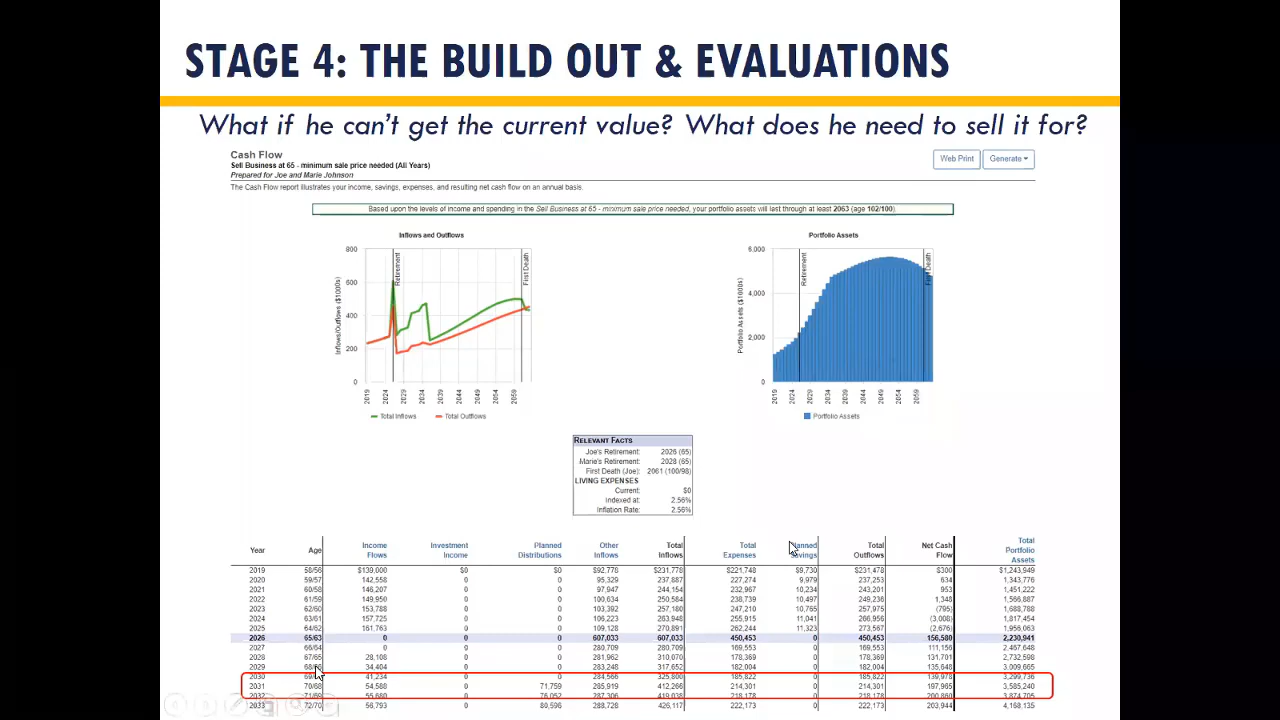 STAGE 4: THE BUILD OUT & EVALUATIONS
What if he can't get the current value? What does he need to sell it for?
Cash Flow
Sell Business at 65 - minimum sale price needed (All Years)
Prepared for Joe and Marie Johnson
The Cash Flow report illustrates your income, savings, expenses, and resulting net cash flow on an annual basis.
Web Print
Generate
Based upon the levels of income and spending in the Sell Business at 65 - minimum sale price needed, your portfolio assets will last through at least 2063 (age 102/100).
Inflows and Outflows
Inflows/Outflows ($1000s)
800
600
400
200
0
Retirement
First Death
2019 2024 2029 2034 2039 2044 2049 2054 2059
Total Inflows Total Outflows
Portfolio Assets
Portfolio Assets ($1000s)
6,000
4,000
2,000
0
Retirement
First Death
2019 2024 2029 2034 2039 2044 2049 2054 2059
Portfolio Assets
RELEVANT FACTS
Joe's Retirement: 2026 (65)
Marie's Retirement: 2028 (65)
First Death (Joe): 2061 (100/98)
LIVING EXPENSES
Current: $0
Indexed at: 2.56%
Inflation Rate: 2.56%
Year Age Income Flows Investment Income Planned Distributions Other Inflows Total Inflows Total Expenses Planned Savings Total Outflows Net Cash Flow Total Portfolio Assets
2019 58/56 $139,000 $0 $0 $92,778 $231,778 $221,748 $9,730 $231,478 $300 $1,243,949
2020 59/57 142,558 0 0 95,329 237,887 227,274 9,979 237,253 634 1,343,776
2021 60/58 146,207 0 0 97,947 244,154 232,967 10,234 243,201 953 1,451,222
2022 61/59 149,950 0 0 100,634 250,584 238,739 10,497 249,236 1,348 1,566,887
2023 62/60 153,788 0 0 103,392 257,180 247,210 10,765 257,975 (795) 1,688,788
2024 63/61 157,725 0 0 106,223 263,948 255,915 11,041 266,956 (3,008) 1,817,454
2025 64/62 161,763 0 0 109,128 270,891 262,244 11,323 273,567 (2,676) 1,956,063
2026 65/63 0 0 0 607,033 607,033 450,453 0 450,453 156,580 2,230,941
2027 66/64 0 0 0 280,709 280,709 169,553 0 169,553 111,156 2,467,648
2028 67/65 28,108 0 0 281,962 310,070 178,369 0 178,369 131,701 2,732,598
2029 34,404 0 0 283,248 317,652 182,004 0 182,004 135,648 3,009,665
2030 41,234 0 0 284,566 325,800 185,822 0 185,822 139,978 3,299,736
2031 70/68 54,588 0 71,759 285,919 412,266 214,301 0 214,301 197,965 3,585,240
2032 71/69 55,680 0 76,052 287,306 419,038 218,178 0 218,178 200,860 3,874,705
2033 72/70 56,793 0 80,596 288,728 426,117 222,173 0 222,173 203,944 4,168,135